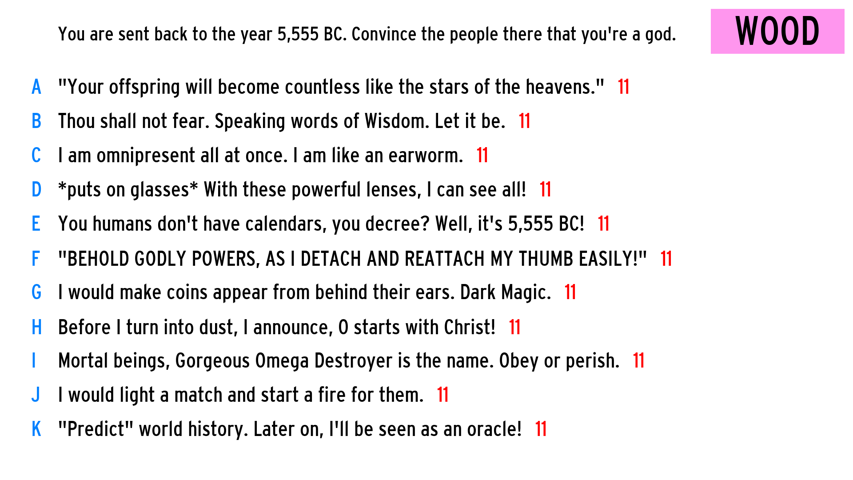 You are sent back to the year 5,555 BC. Convince the people there that you're a god.
WOOD
A "Your offspring will become countless like the stars of the heavens." 11
B Thou shall not fear. Speaking words of Wisdom. Let it be. 11
C I am omnipresent all at once. I am like an earworm. 11
D *puts on glasses* With these powerful lenses, I can see all! 11
E You humans don't have calendars, you decree? Well, it's 5,555 BC! 11
F "BEHOLD GODLY POWERS, AS I DETACH AND REATTACH MY THUMB EASILY!" 11
G I would make coins appear from behind their ears. Dark Magic. 11
H Before I turn into dust, I announce, 0 starts with Christ! 11
I Mortal beings, Gorgeous Omega Destroyer is the name. Obey or perish. 11
J I would light a match and start a fire for them. 11
K "Predict" world history. Later on, I'll be seen as an oracle! 11